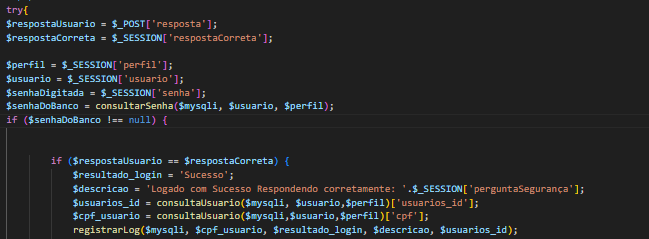 try{
$respostaUsuario = $_POST['resposta'];
$respostaCorreta = $_SESSION['respostaCorreta'];
$perfil = $_SESSION['perfil'];
$usuario = $_SESSION['usuario'];
$senhaDigitada = $_SESSION['senha'];
$senhaDoBanco = consultarSenha($mysqli, $usuario, $perfil);
if ($senhaDoBanco !== null) {
if ($respostaUsuario == $respostaCorreta) {
$resultado_login = 'Sucesso';
$descricao = 'Logado com Sucesso Respondendo corretamente: '.$_SESSION['perguntaSegurança'];
$usuarios_id = consultaUsuario($mysqli, $usuario,$perfil)['usuarios_id'];
$cpf_usuario = consultaUsuario($mysqli,$usuario,$perfil)['cpf'];
registrarLog($mysqli, $cpf_usuario, $resultado_login, $descricao, $usuarios_id);